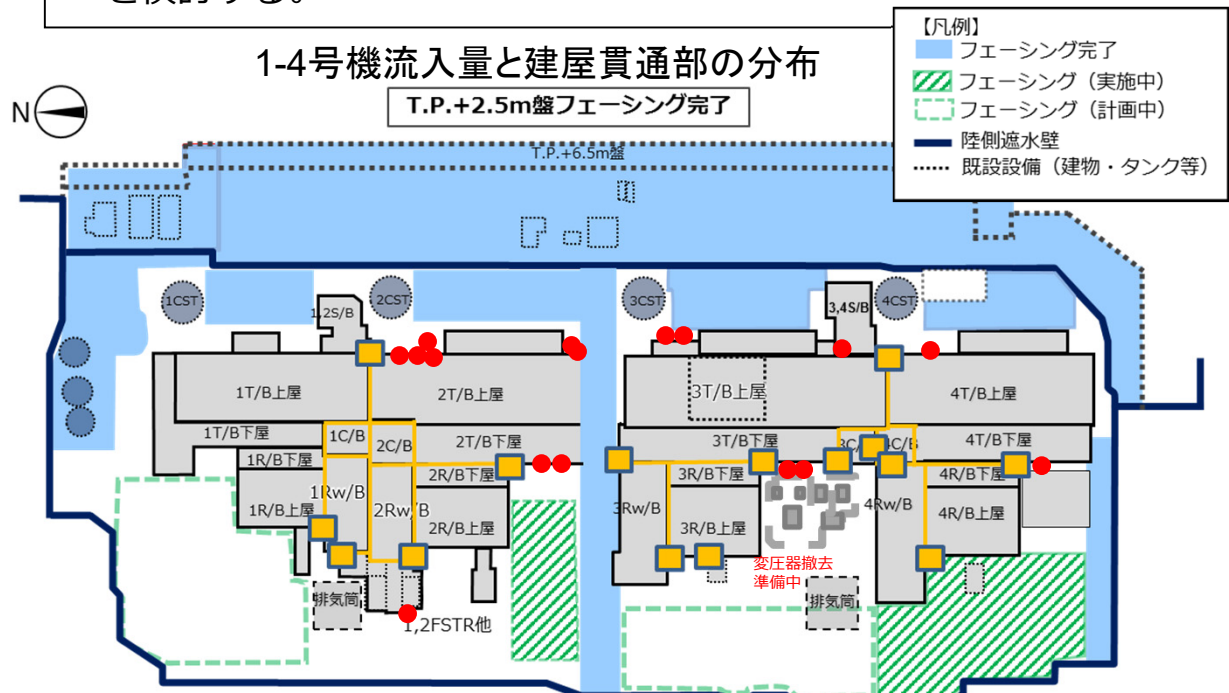 を検討する。
【凡例】
フェーシング完了
フェーシング（実施中）
フェーシング（計画中）
陸側遮水壁
既設設備（建物・タンク等）
1-4号機流入量と建屋貫通部の分布
T.P.+2.5m盤フェーシング完了
N
T.P.+6.5m盤
1CST
2CST
3CST
4CST
1,2S/B
3,4S/B
1T/B上屋
2T/B上屋
3T/B上屋
4T/B上屋
1T/B下屋
1C/B
2C/B
2T/B下屋
3T/B下屋
4T/B下屋
1R/B下屋
2R/B下屋
3R/B下屋
4R/B下屋
1Rw/B
2Rw/B
3Rw/B
4Rw/B
1R/B上屋
2R/B上屋
3R/B上屋
4R/B上屋
変圧器撤去
準備中
排気筒
排気筒
1,2FSTR他